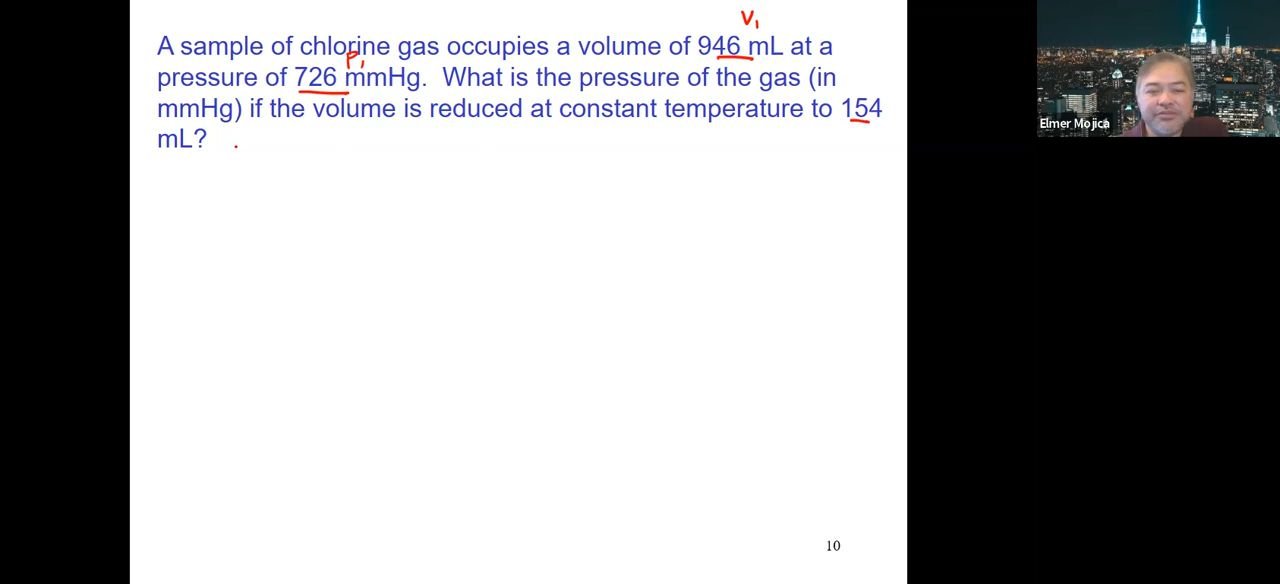 V₁
A sample of chlorine gas occupies a volume of 946 mL at a
P₁
pressure of 726 mmHg. What is the pressure of the gas (in
mmHg) if the volume is reduced at constant temperature to 154
mL?
Elmer Mojica
10